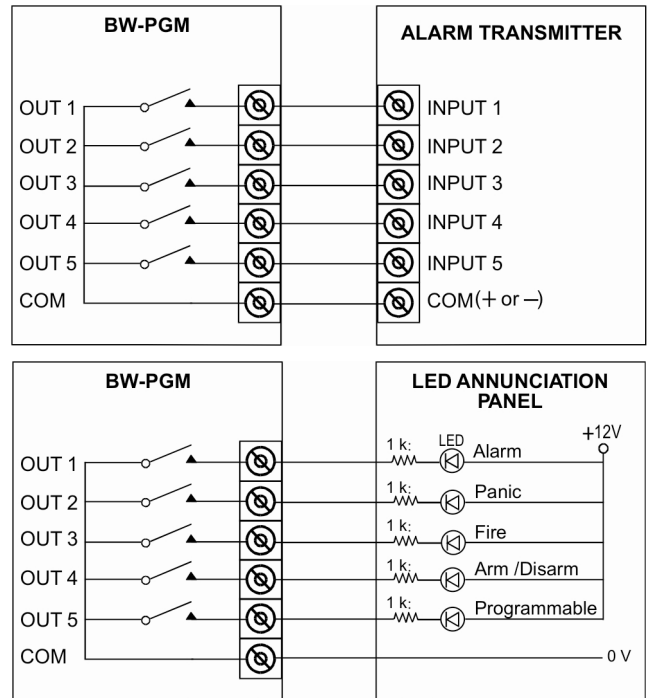 BW-PGM
ALARM TRANSMITTER
OUT 1
INPUT 1
OUT 2
INPUT 2
OUT 3
INPUT 3
OUT 4
INPUT 4
OUT 5
INPUT 5
COM
COM(+ or –)
BW-PGM
LED ANNUNCIATION
PANEL
+12V
OUT 1
1 k:
LED
Alarm
OUT 2
1 k:
Panic
OUT 3
1 k:
Fire
OUT 4
1 k:
Arm /Disarm
OUT 5
1 k:
Programmable
COM
0 V